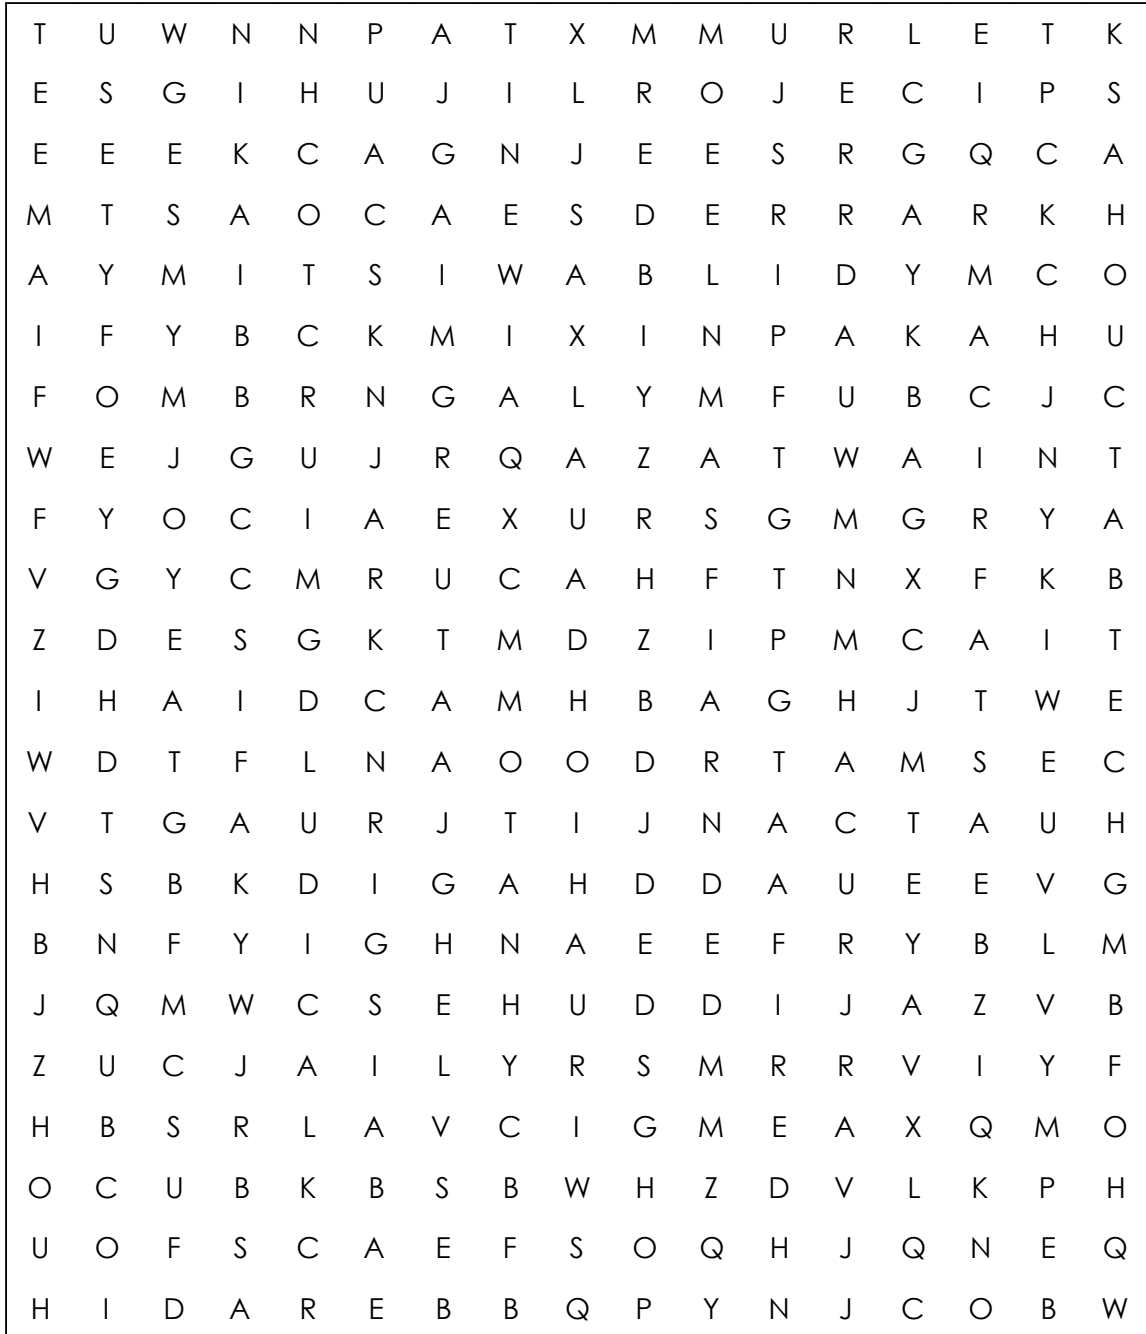 T U W N N P A T X M M U R L E T K
E S G I H U J I L R O J E C I P S
E E E K C A G N J E E S R G Q C A
M T S A O C A E S D E R R A R K H
A Y M I T S I W A B L I D Y M C O
I F Y B C K M I X I N P A K A H U
F O M B R N G A L Y M F U B C J C
W E J G U J R Q A Z A T W A I N T
F Y O C I A E X U R S G M G R Y A
V G Y C M R U C A H F T N X F K B
Z D E S G K T M D Z I P M C A I T
I H A I D C A M H B A G H J T W E
W D T F L N A O O D R T A M S E C
V T G A U R J T I J N A C T A U H
H S B K D I G A H D D A U E E V G
B N F Y I G H N A E E F R Y B L M
J Q M W C S E H U D D I J A Z V B
Z U C J A I L Y R S M R R V I Y F
H B S R L A V C I G M E A X Q M O
O C U B K B S B W H Z D V L K P H
U O F S C A E F S O Q H J Q N E Q
H I D A R E B B Q P Y N J C O B W